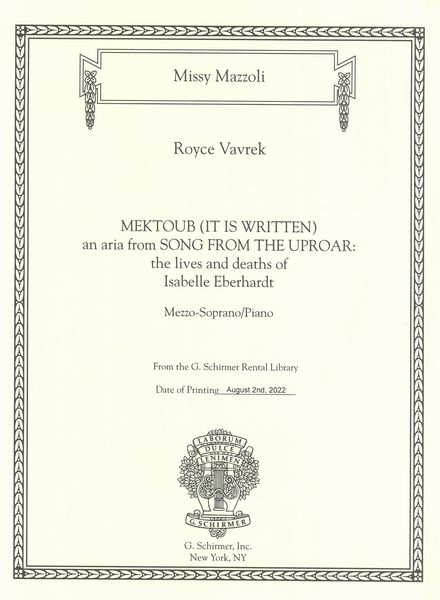 Missy Mazzoli
Royce Vavrek
MEKTOUB (IT IS WRITTEN)
an aria from SONG FROM THE UPROAR:
the lives and deaths of
Isabelle Eberhardt
Mezzo-Soprano/Piano
From the G. Schirmer Rental Library
Date of Printing August 2nd, 2022
LABORUM
DULCE
LENIMEN
G. SCHIRMER
G. Schirmer, Inc.
New York, NY